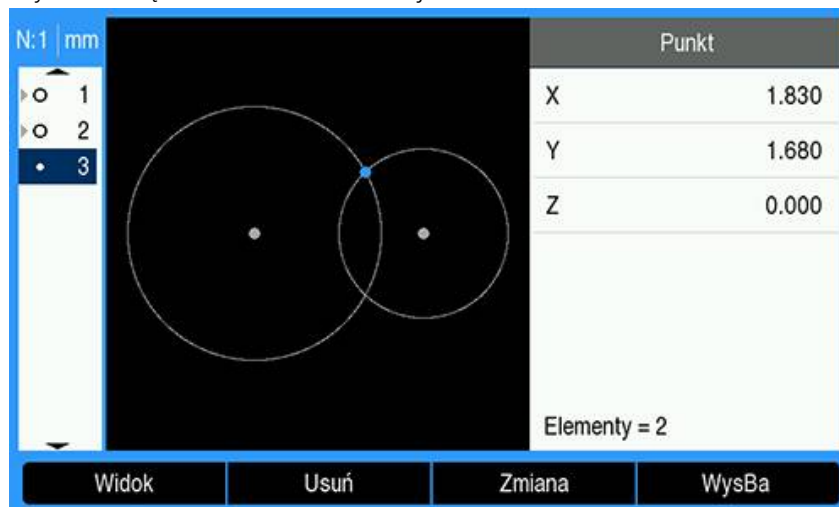 N:1 mm
Punkt
1
2
3
X 1.830
Y 1.680
Z 0.000
Elementy = 2
Widok Usuń Zmiana WysBa